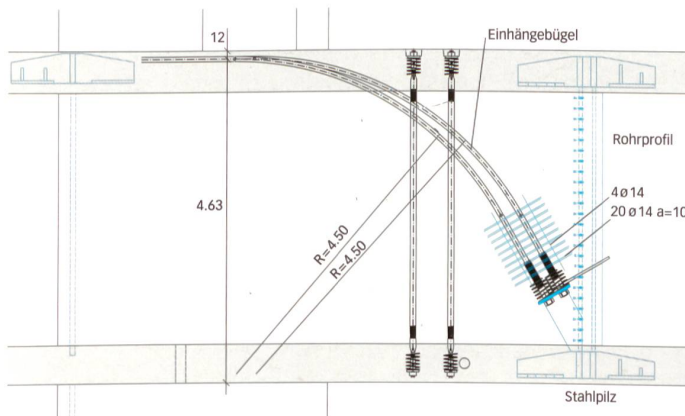 12
Einhängebügel
Rohrprofil
4.63
4ø14
20ø14 a=10
R=4.50
R=4.50
Stahlpilz